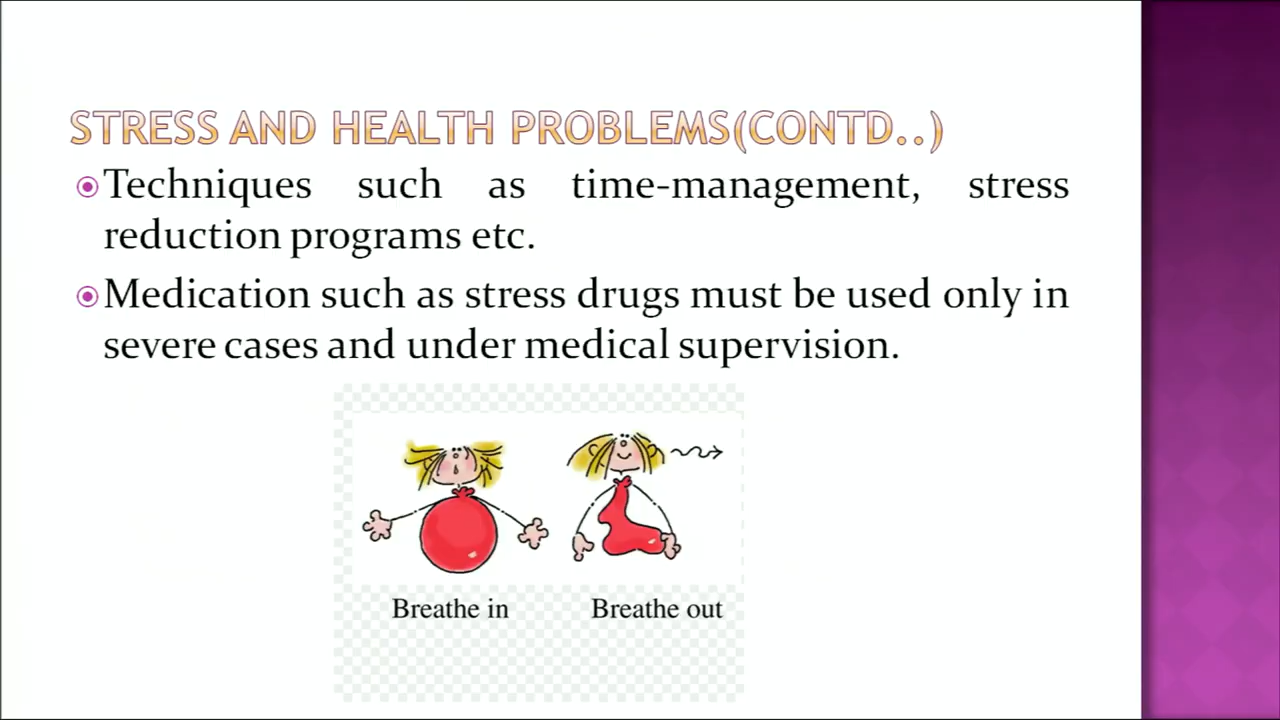 STRESS AND HEALTH PROBLEMS(CONTD..)
Techniques such as time-management, stress
reduction programs etc.
Medication such as stress drugs must be used only in
severe cases and under medical supervision.
Breathe in Breathe out